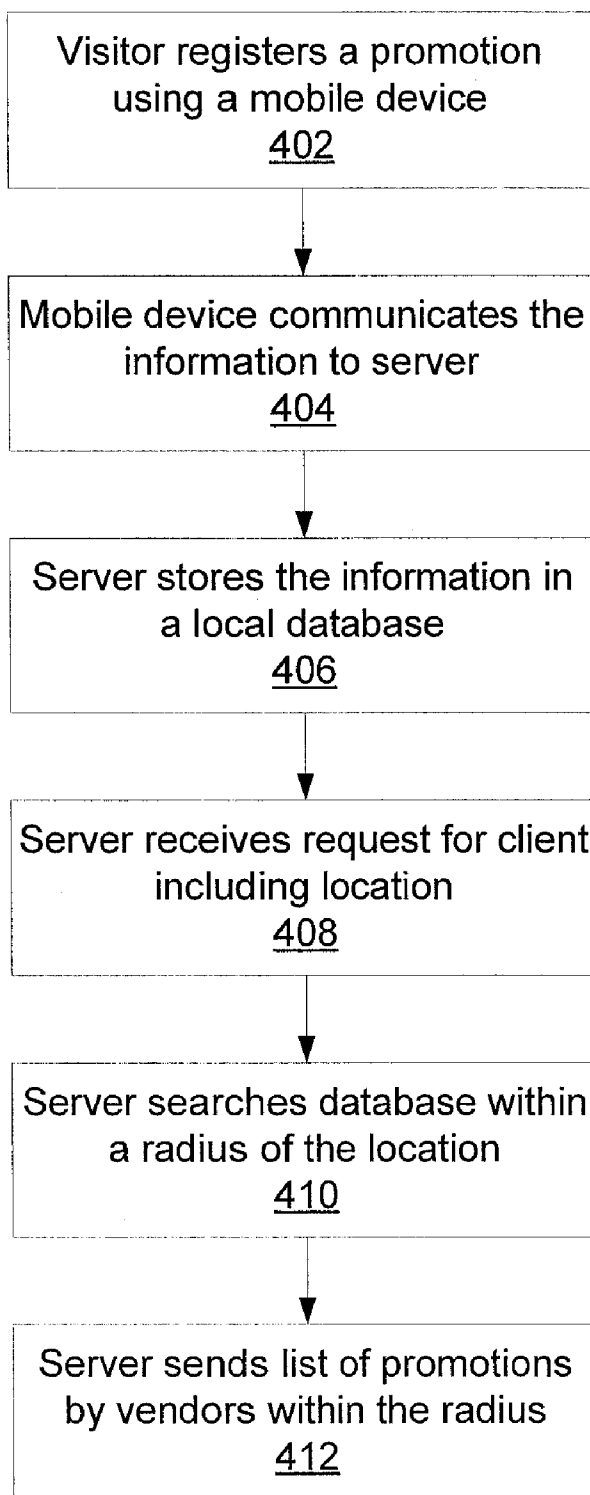 Visitor registers a promotion
using a mobile device
402
Mobile device communicates the
information to server
404
Server stores the information in
a local database
406
Server receives request for client
including location
408
Server searches database within
a radius of the location
410
Server sends list of promotions
by vendors within the radius
412